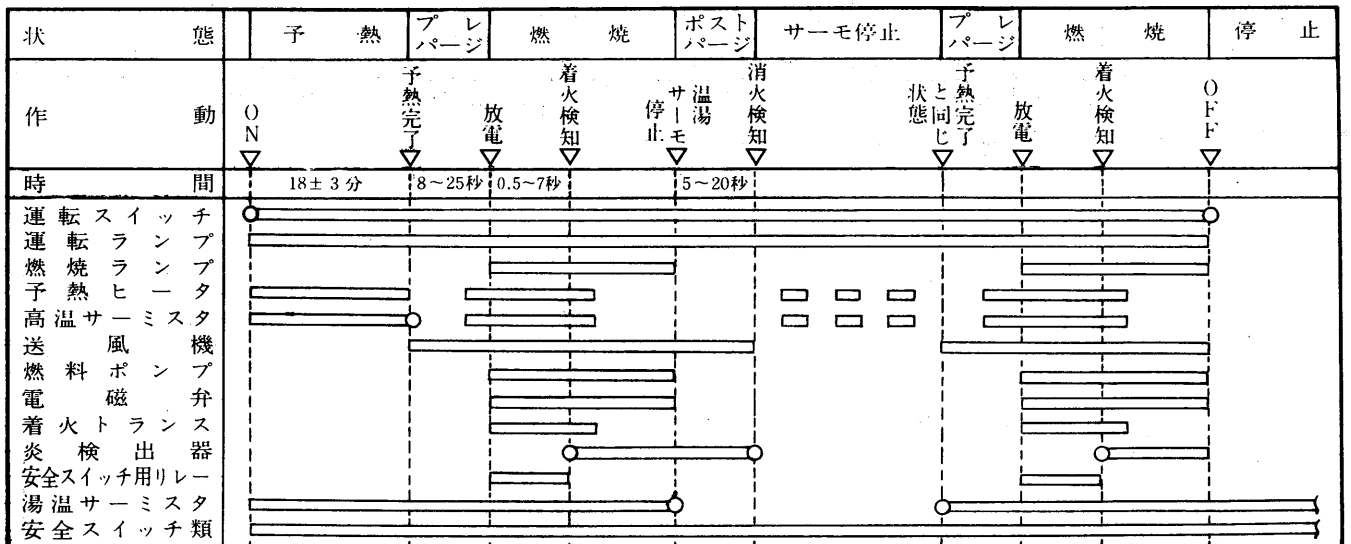 状態 予熱 プレパージ 燃焼 ポストパージ サーモ停止 プレパージ 燃焼 停止
作動 ON 予熱完了 放電 着火検知 温湯サーモ停止 消火検知 予熱完了と同じ状態 放電 着火検知 OFF
時間 18±3分 8～25秒 0.5～7秒 5～20秒
運転スイッチ
運転ランプ
燃焼ランプ
予熱ヒータ
高温サーミスタ
送風機
燃料ポンプ
電磁弁
着火トランス
炎検出器
安全スイッチ用リレー
湯温サーミスタ
安全スイッチ類